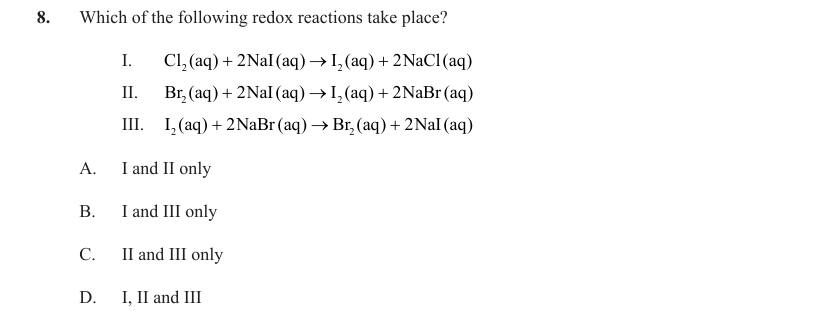 8. Which of the following redox reactions take place?
I. Cl₂(aq) + 2NaI(aq) → I₂(aq) + 2NaCl(aq)
II. Br₂(aq) + 2NaI(aq) → I₂(aq) + 2NaBr(aq)
III. I₂(aq) + 2NaBr(aq) → Br₂(aq) + 2NaI(aq)
A. I and II only
B. I and III only
C. II and III only
D. I, II and III